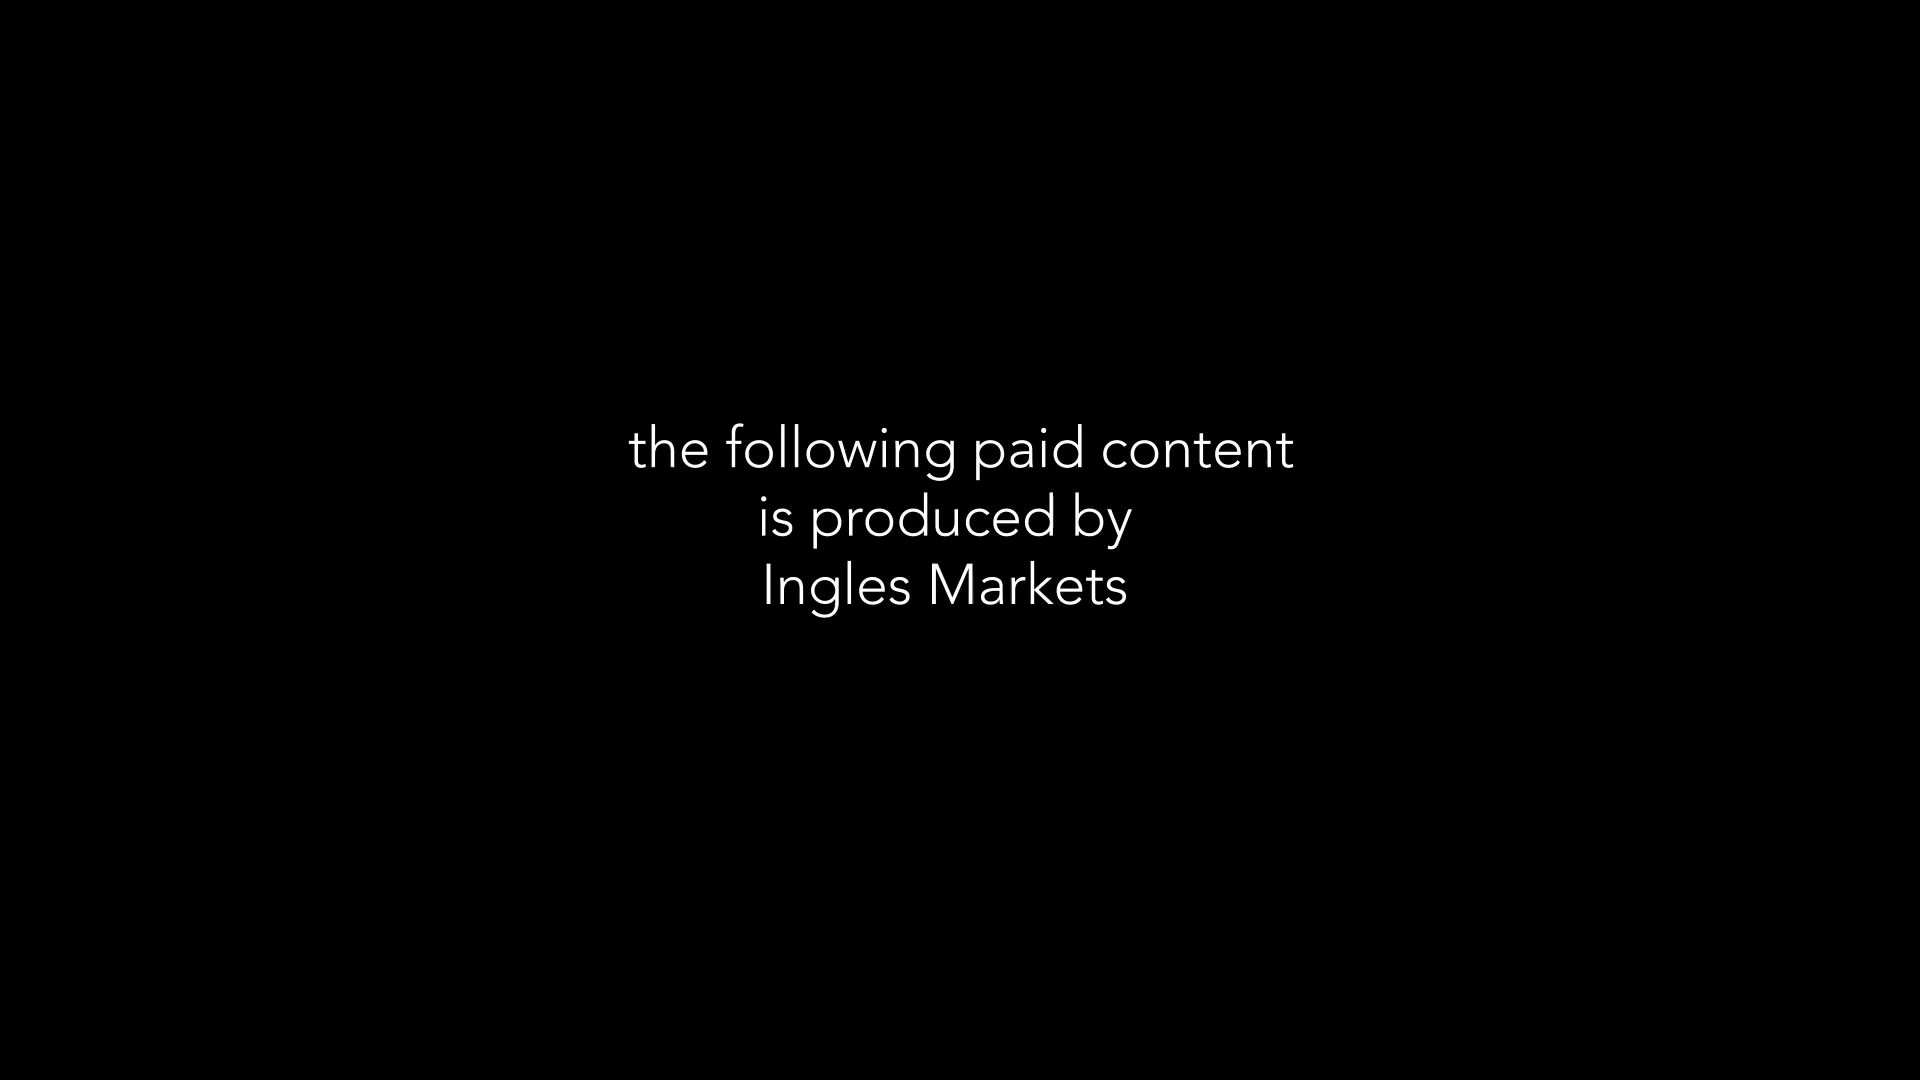 the following paid content
is produced by
Ingles Markets